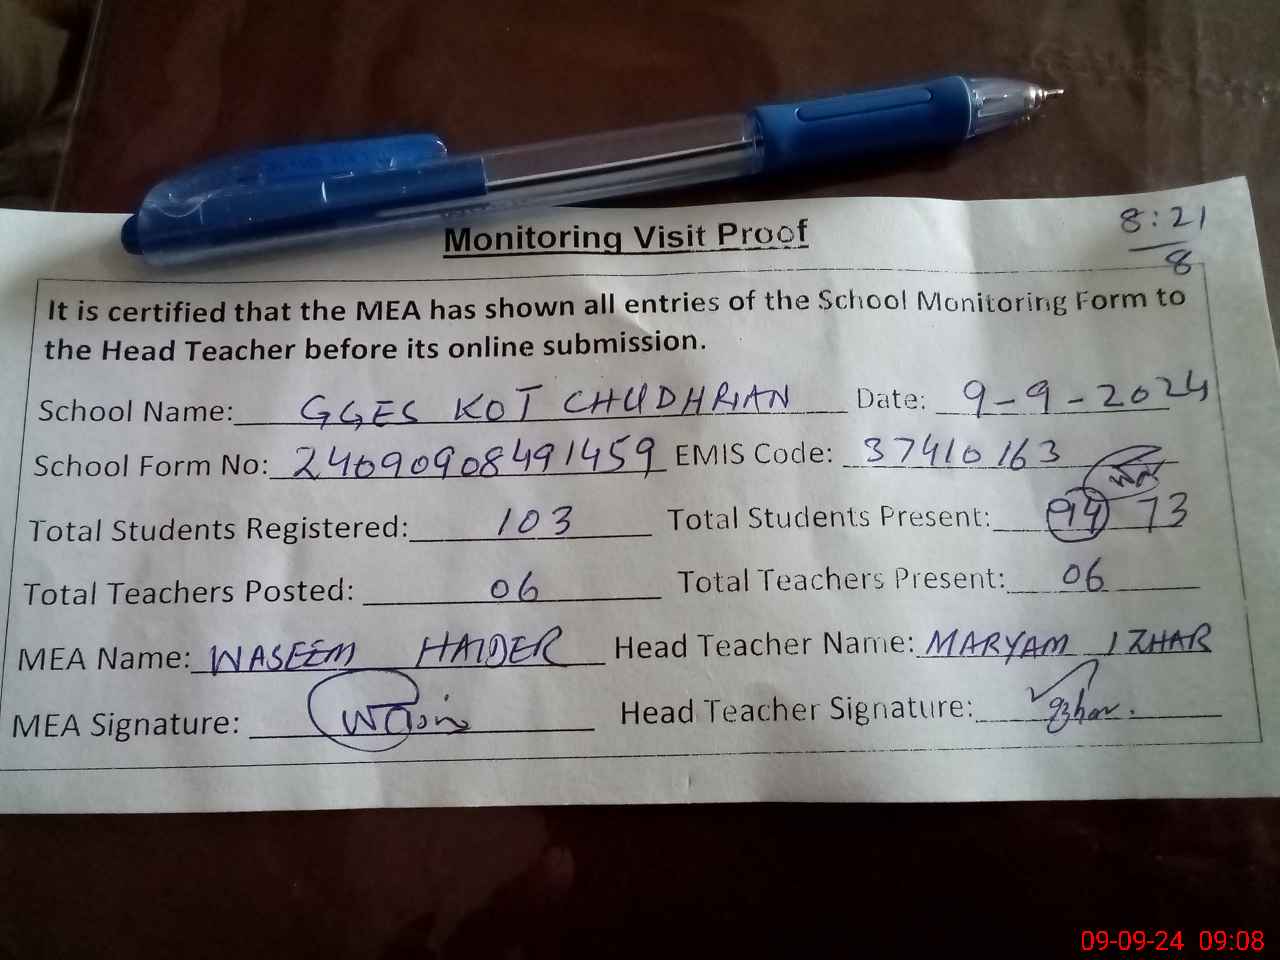 8:21
8
Monitoring Visit Proof
It is certified that the MEA has shown all entries of the School Monitoring Form to
the Head Teacher before its online submission.
School Name: GGES KOT CHUDHRIAN Date: 9-9-2024
School Form No: 24090908491459 EMIS Code: 37410163
Total Students Registered: 103 Total Students Present: 94 73
Total Teachers Posted: 06 Total Teachers Present: 06
MEA Name: WASEEM HAIDER Head Teacher Name: MARYAM IZHAR
MEA Signature: Head Teacher Signature:
09-09-24 09:08